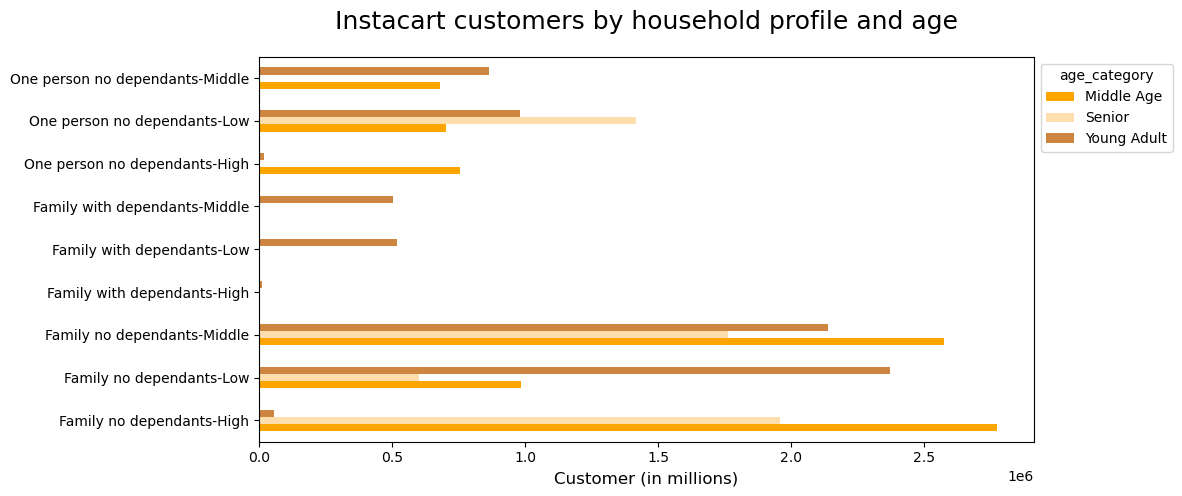 Instacart customers by household profile and age
One person no dependants-Middle
One person no dependants-Low
One person no dependants-High
Family with dependants-Middle
Family with dependants-Low
Family with dependants-High
Family no dependants-Middle
Family no dependants-Low
Family no dependants-High
age_category
Middle Age
Senior
Young Adult
0.0 0.5 1.0 1.5 2.0 2.5
1e6
Customer (in millions)